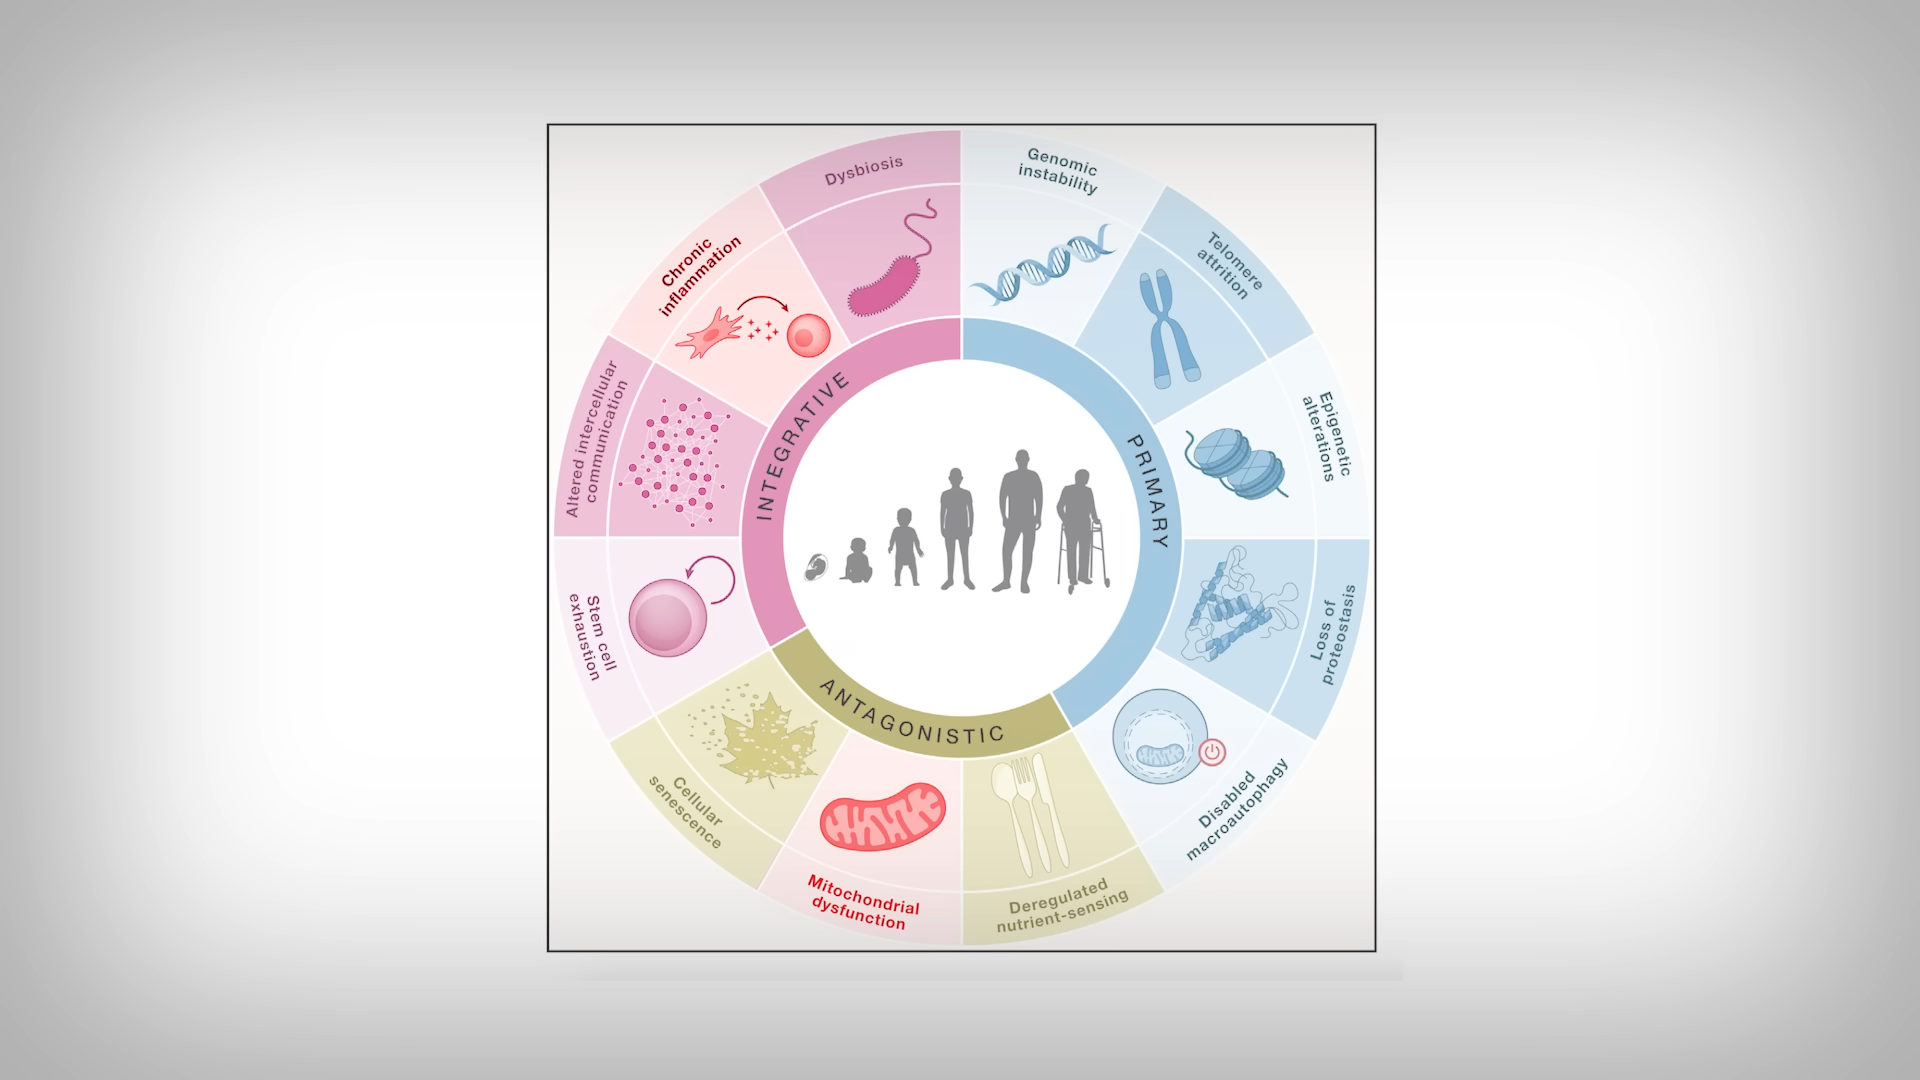 Genomic
instability
Telomere
attrition
Epigenetic
alterations
Loss of
proteostasis
Disabled
macroautophagy
Deregulated
nutrient-sensing
Mitochondrial
dysfunction
Cellular
senescence
Stem cell
exhaustion
Altered intercellular
communication
Chronic
inflammation
Dysbiosis
PRIMARY
ANTAGONISTIC
INTEGRATIVE